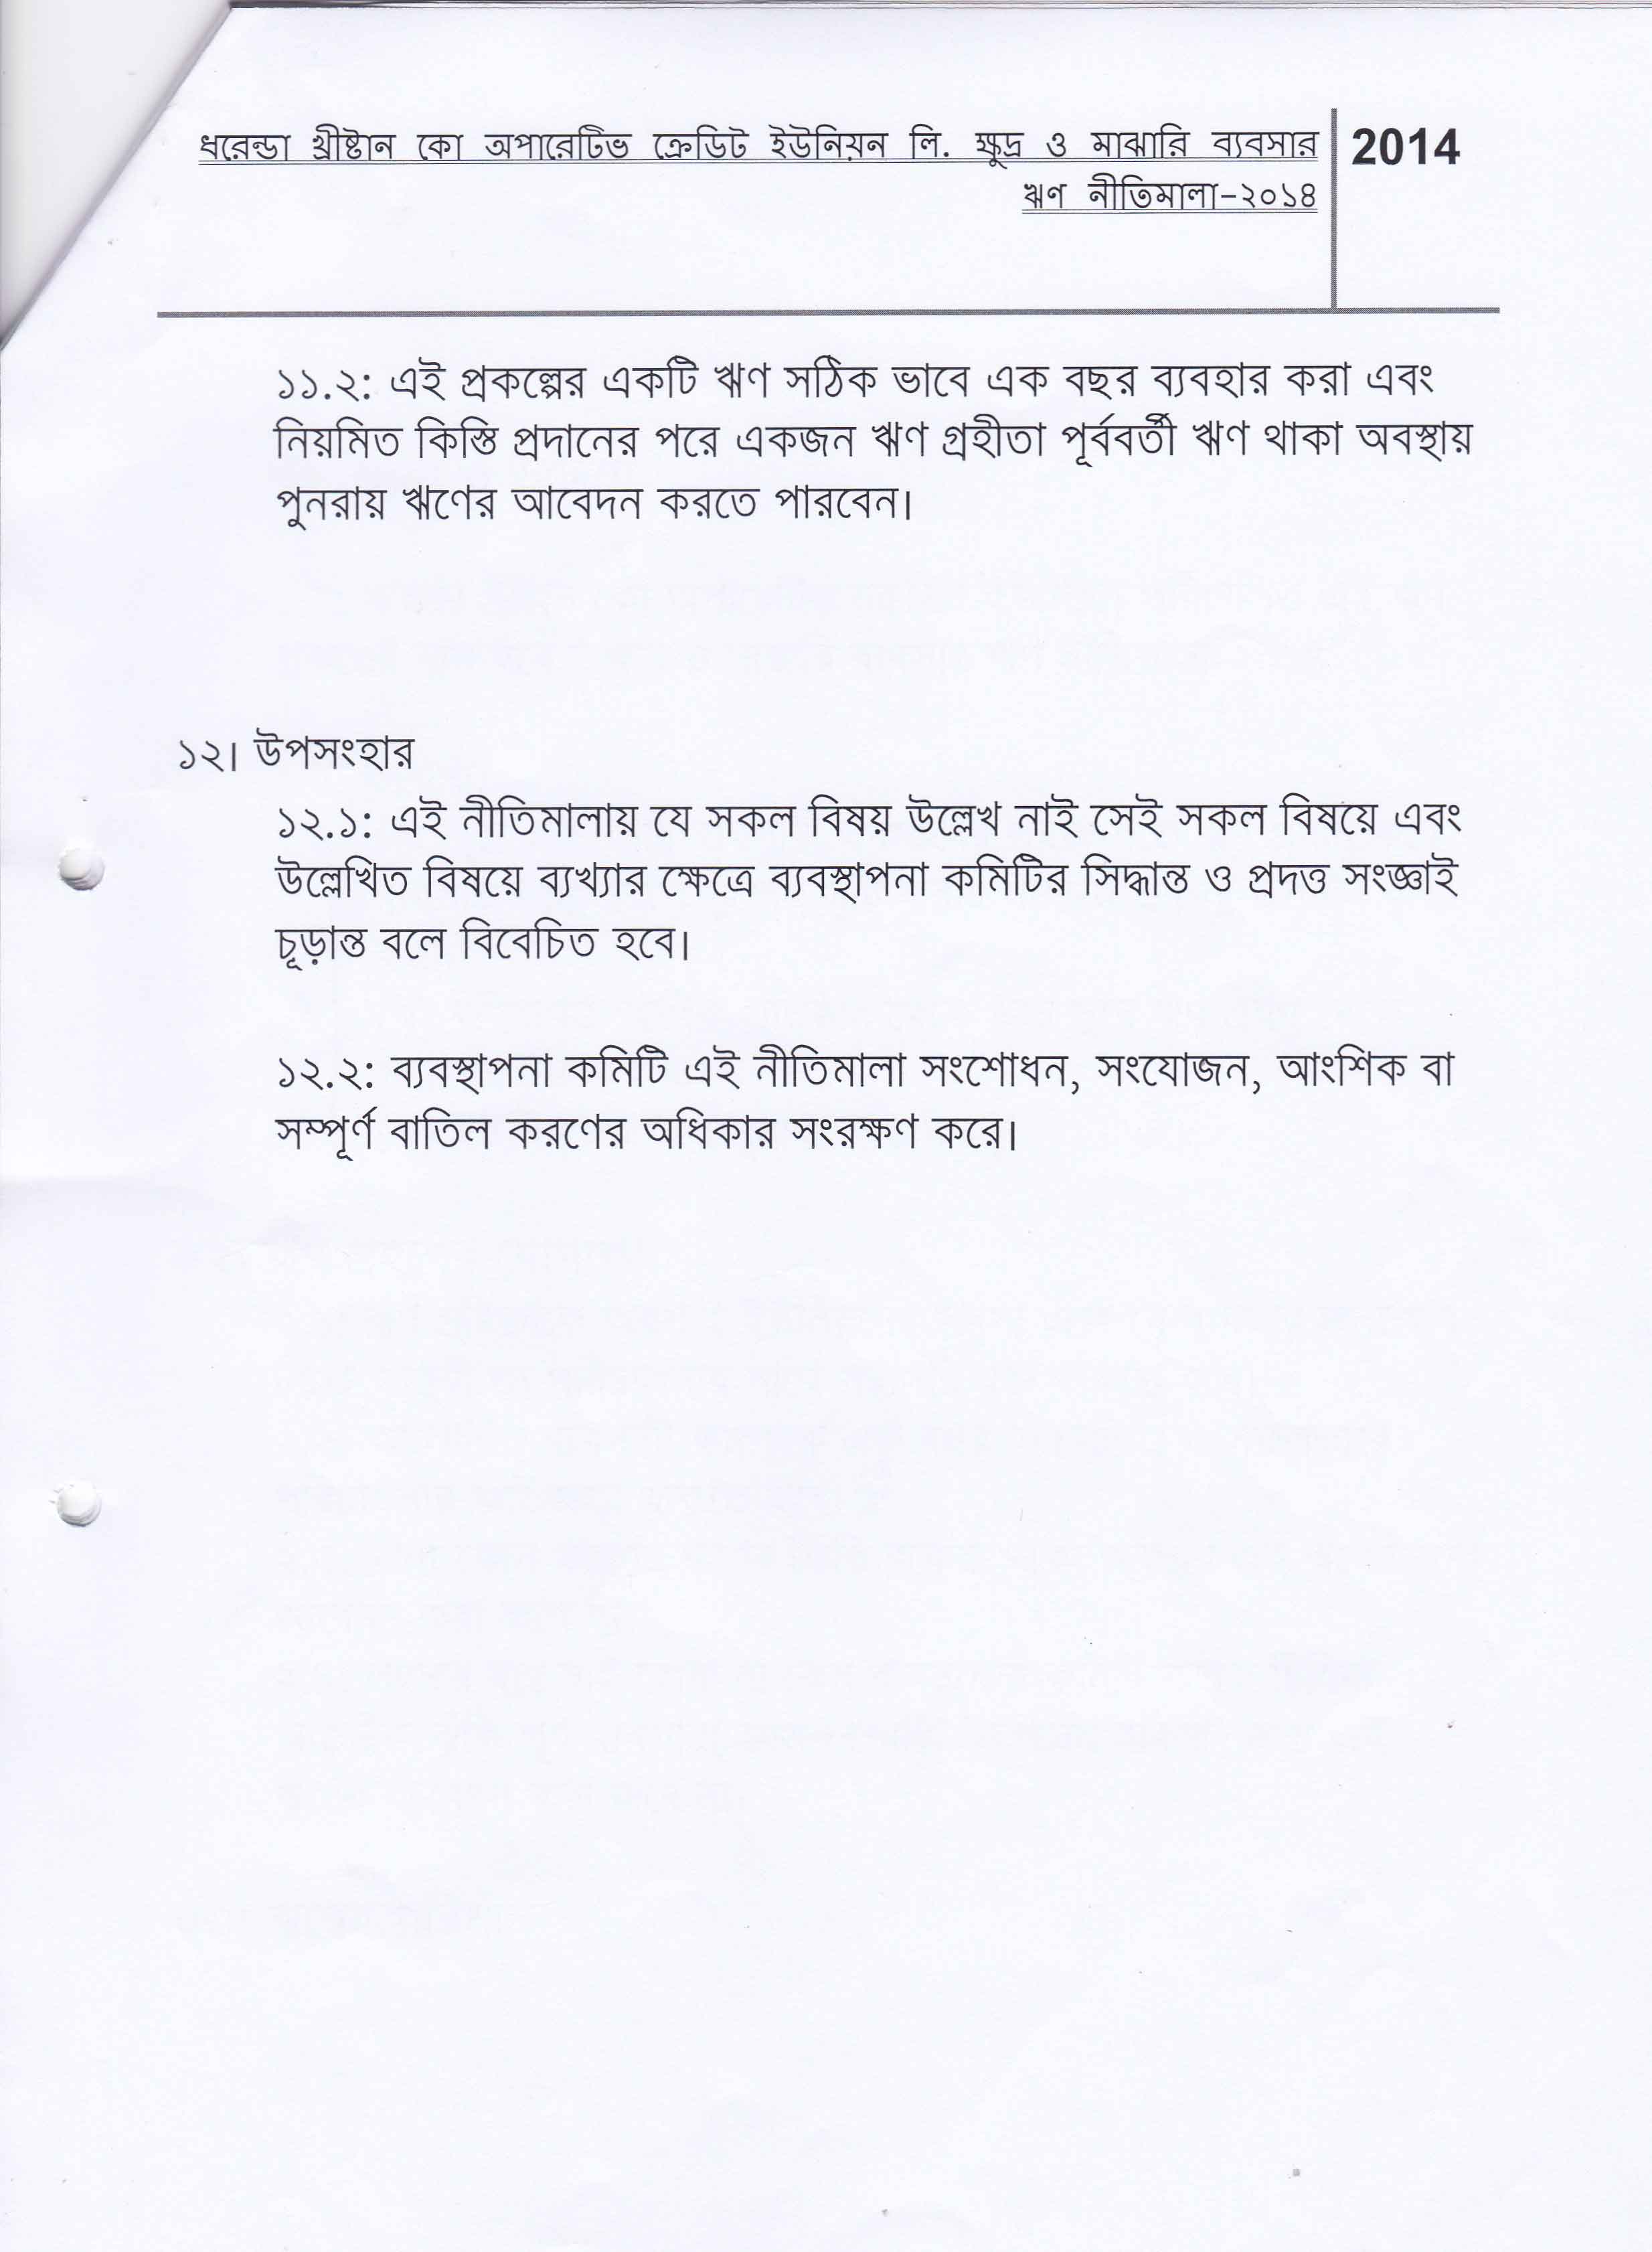 ধরেন্ডা খ্রীষ্টান কো অপারেটিভ ক্রেডিট ইউনিয়ন লি. ক্ষুদ্র ও মাঝারি ব্যবসার
ঋণ নীতিমালা-২০১৪
2014
১১.২: এই প্রকল্পের একটি ঋণ সঠিক ভাবে এক বছর ব্যবহার করা এবং
নিয়মিত কিস্তি প্রদানের পরে একজন ঋণ গ্রহীতা পূর্ববর্তী ঋণ থাকা অবস্থায়
পুনরায় ঋণের আবেদন করতে পারবেন।
১২। উপসংহার
১২.১: এই নীতিমালায় যে সকল বিষয় উল্লেখ নাই সেই সকল বিষয়ে এবং
উল্লেখিত বিষয়ে ব্যখ্যার ক্ষেত্রে ব্যবস্থাপনা কমিটির সিদ্ধান্ত ও প্রদত্ত সংজ্ঞাই
চূড়ান্ত বলে বিবেচিত হবে।
১২.২: ব্যবস্থাপনা কমিটি এই নীতিমালা সংশোধন, সংযোজন, আংশিক বা
সম্পূর্ণ বাতিল করণের অধিকার সংরক্ষণ করে।